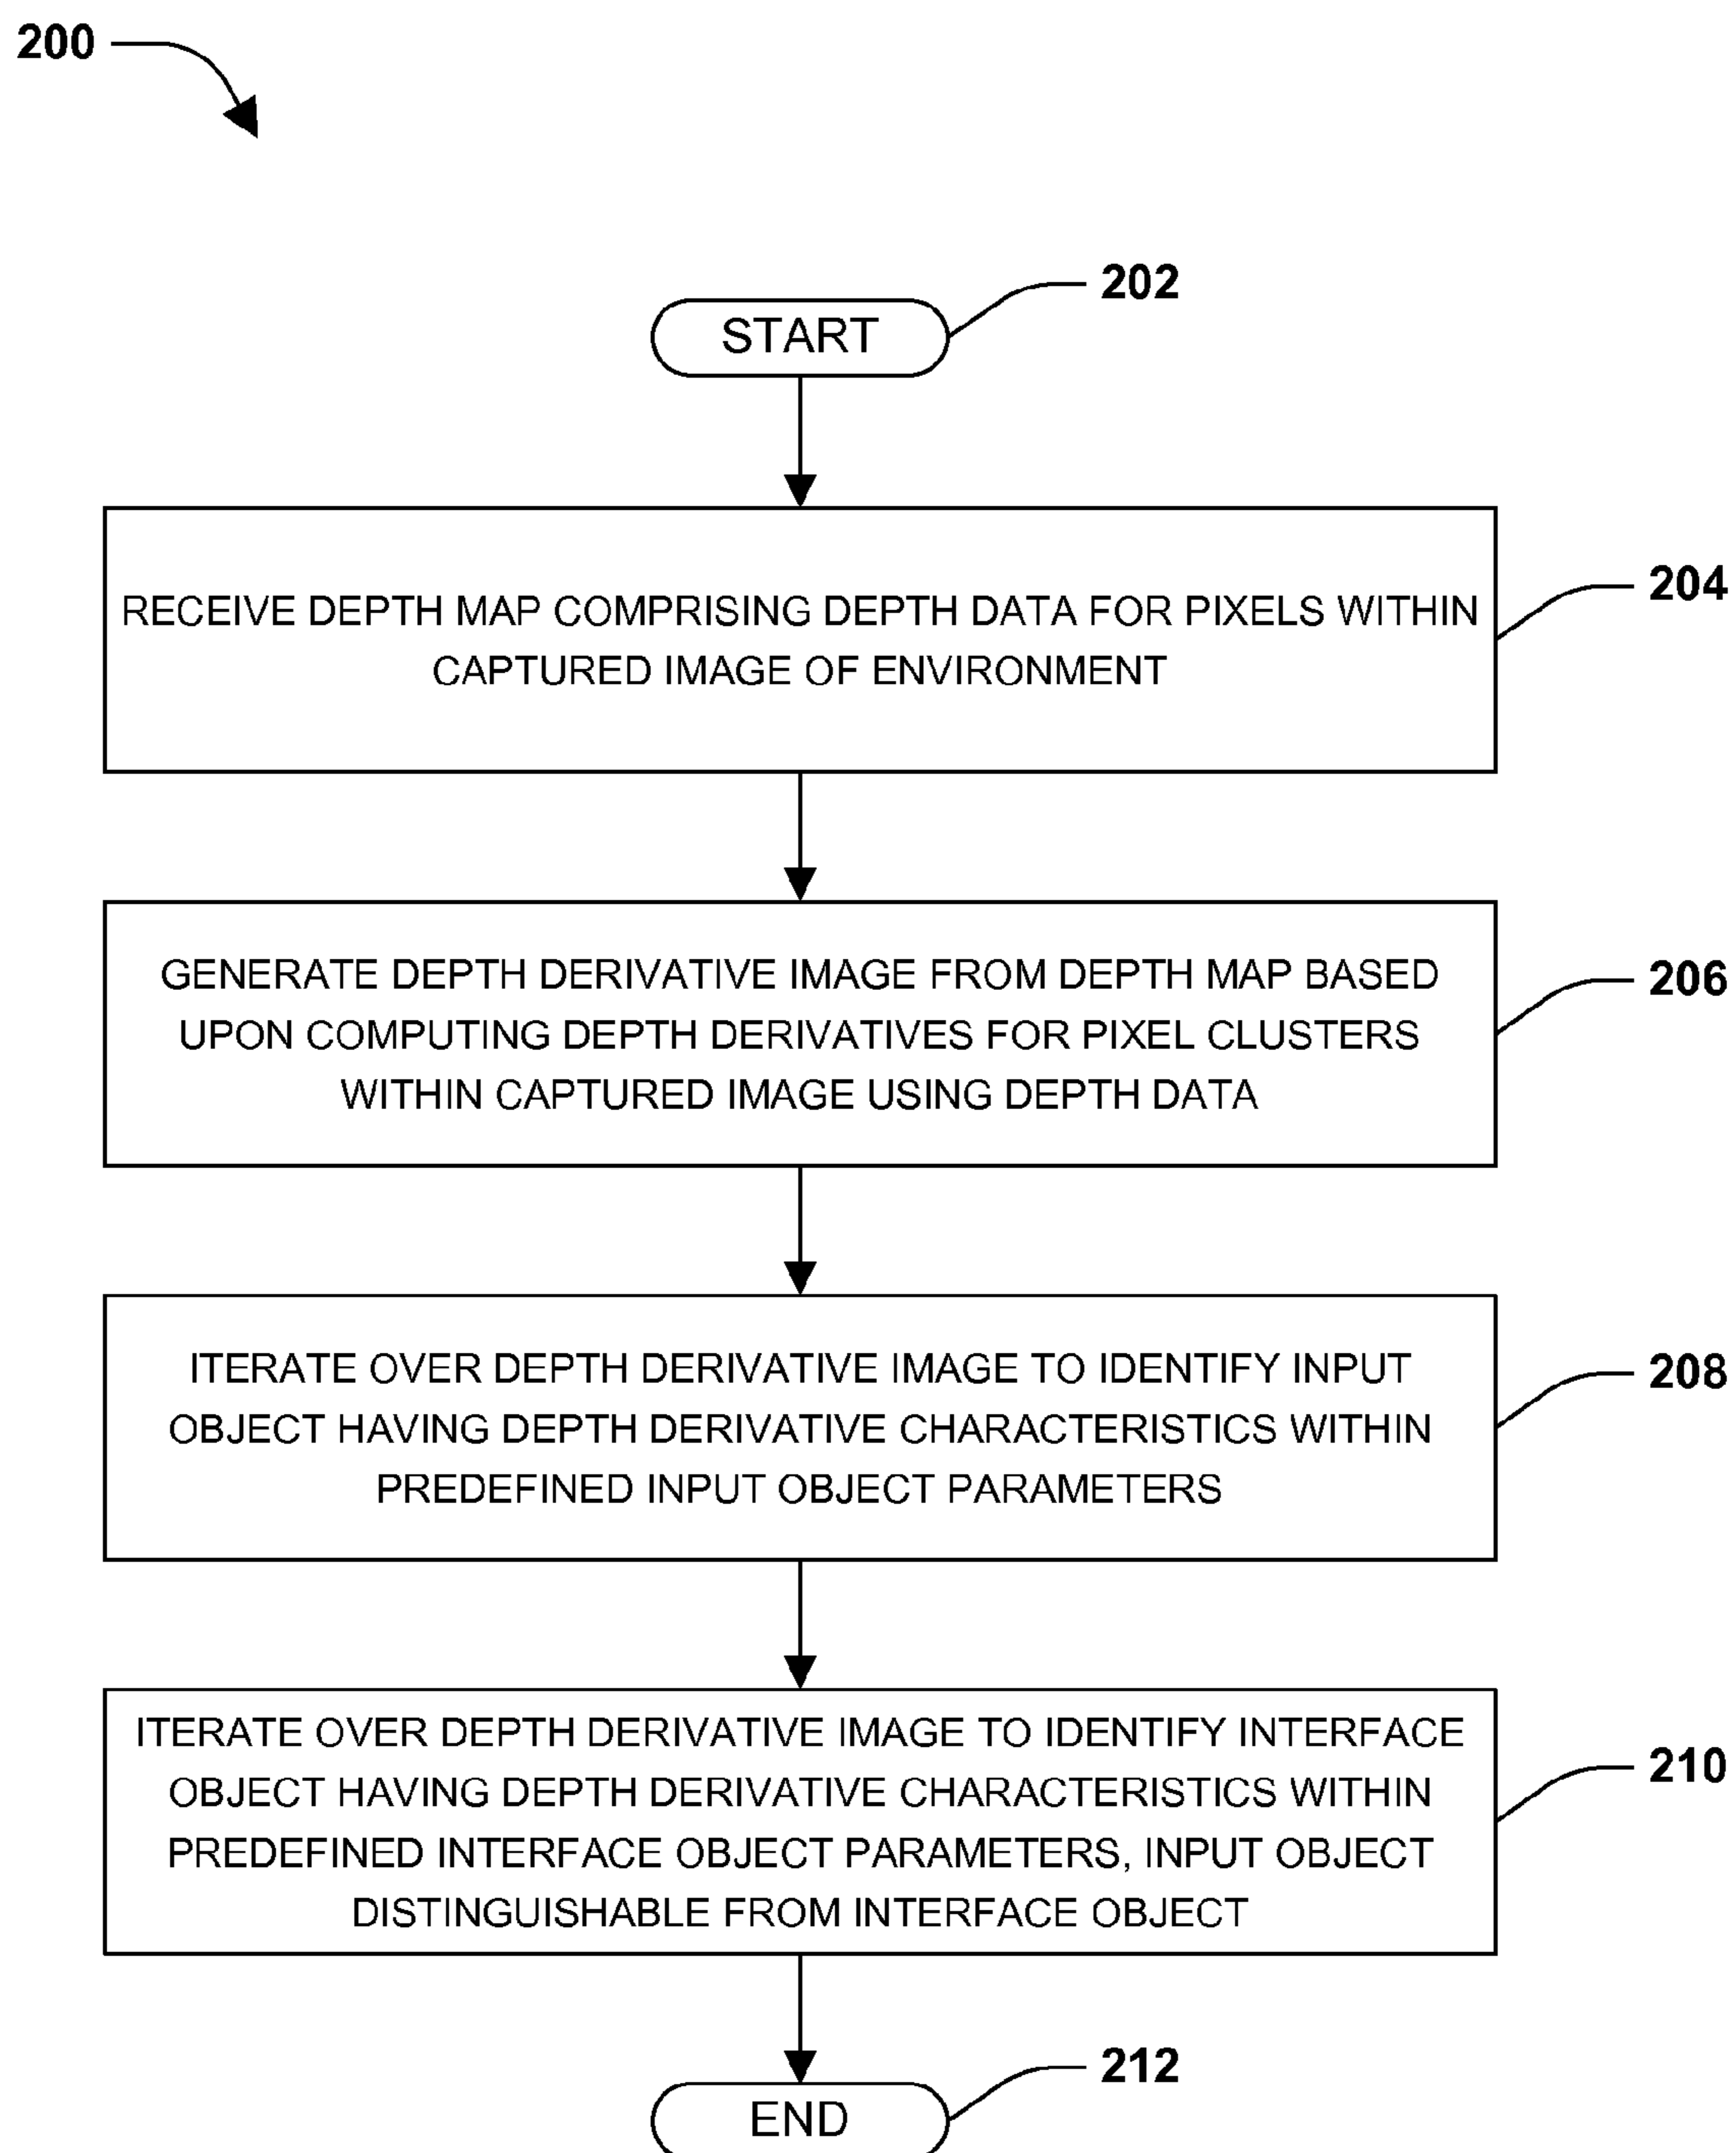 200
START
202
RECEIVE DEPTH MAP COMPRISING DEPTH DATA FOR PIXELS WITHIN
CAPTURED IMAGE OF ENVIRONMENT
204
GENERATE DEPTH DERIVATIVE IMAGE FROM DEPTH MAP BASED
UPON COMPUTING DEPTH DERIVATIVES FOR PIXEL CLUSTERS
WITHIN CAPTURED IMAGE USING DEPTH DATA
206
ITERATE OVER DEPTH DERIVATIVE IMAGE TO IDENTIFY INPUT
OBJECT HAVING DEPTH DERIVATIVE CHARACTERISTICS WITHIN
PREDEFINED INPUT OBJECT PARAMETERS
208
ITERATE OVER DEPTH DERIVATIVE IMAGE TO IDENTIFY INTERFACE
OBJECT HAVING DEPTH DERIVATIVE CHARACTERISTICS WITHIN
PREDEFINED INTERFACE OBJECT PARAMETERS, INPUT OBJECT
DISTINGUISHABLE FROM INTERFACE OBJECT
210
END
212